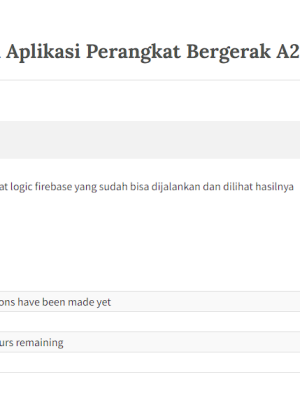 Aplikasi Perangkat Bergerak A2
at logic firebase yang sudah bisa dijalankan dan dilihat hasilnya
ons have been made yet
urs remaining